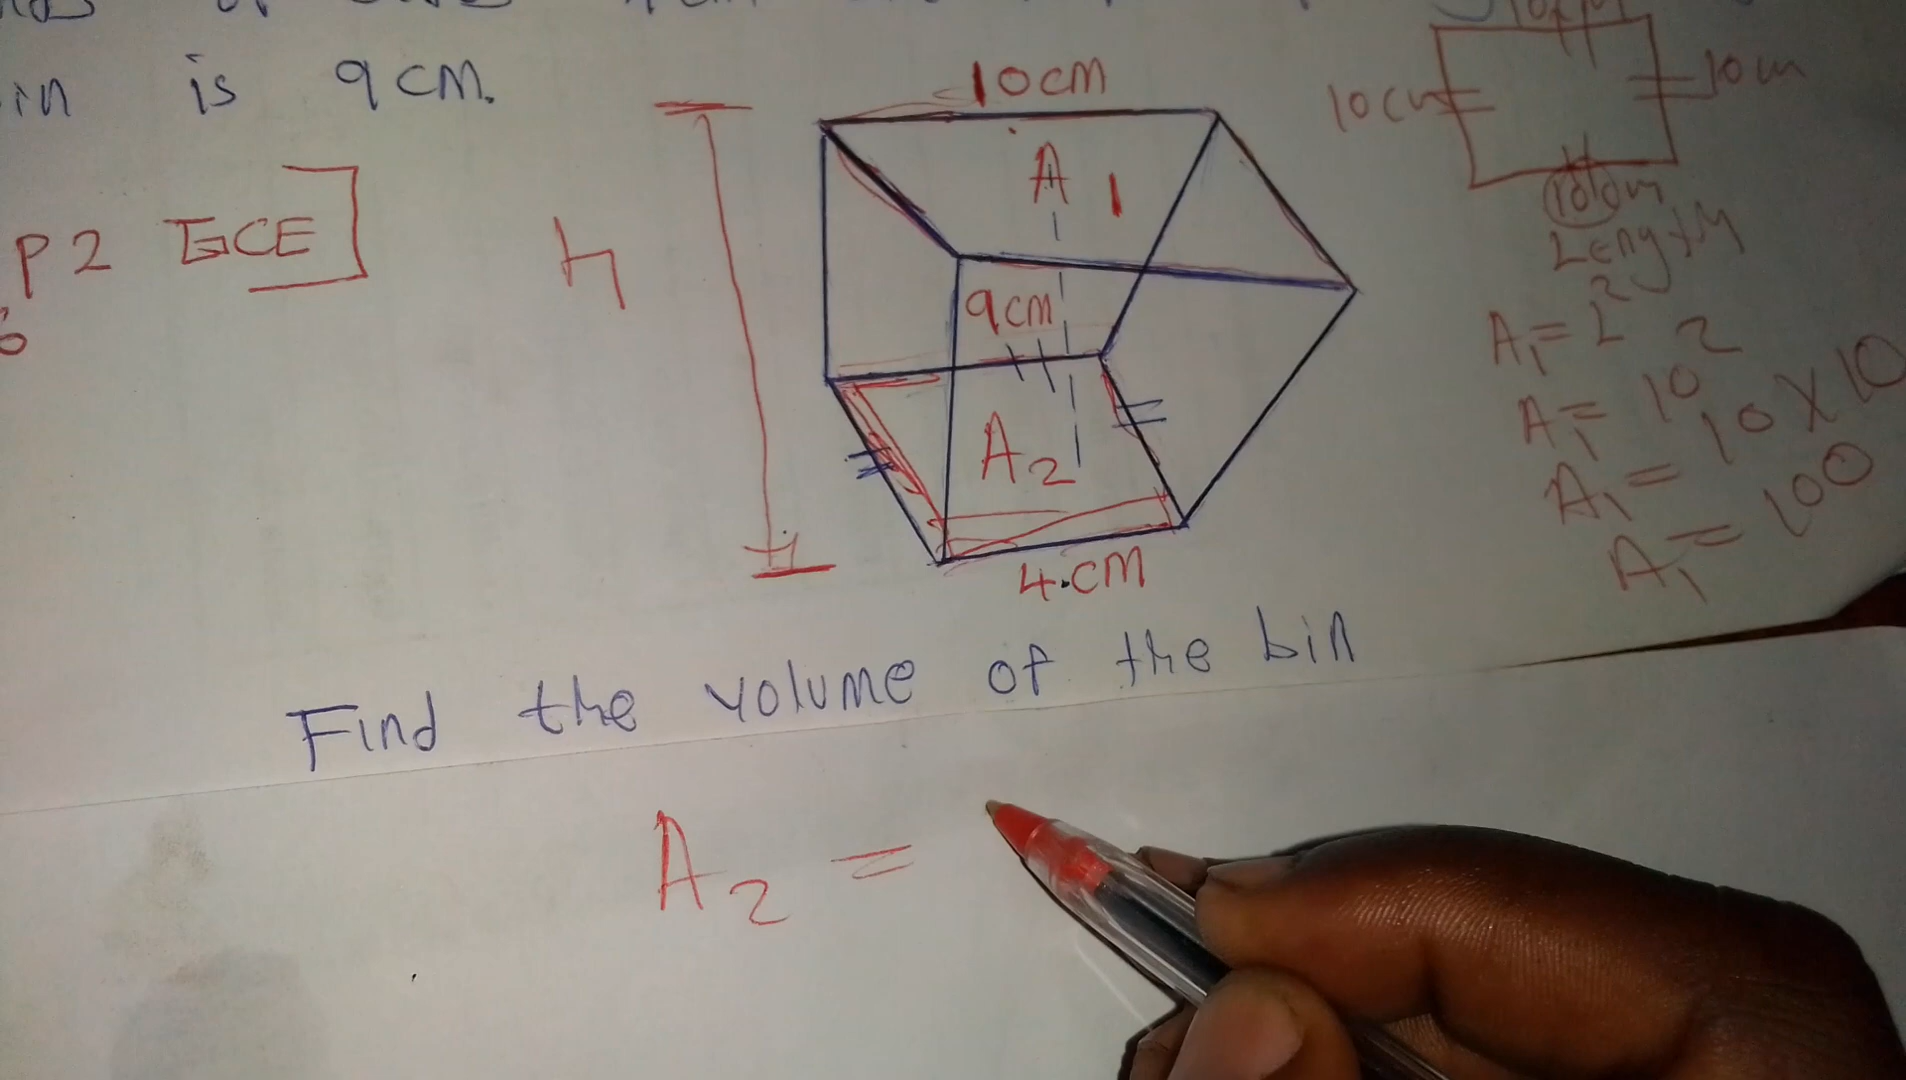 is 9cm.
P2 GCE]
h
10cm
A1
9cm
A2
4cm
10cm
10cm
10cm
Length
A1 = L²
A1 = 10²
A1 = 10 x 10
A1 = 100
Find the volume of the bin
A2 =